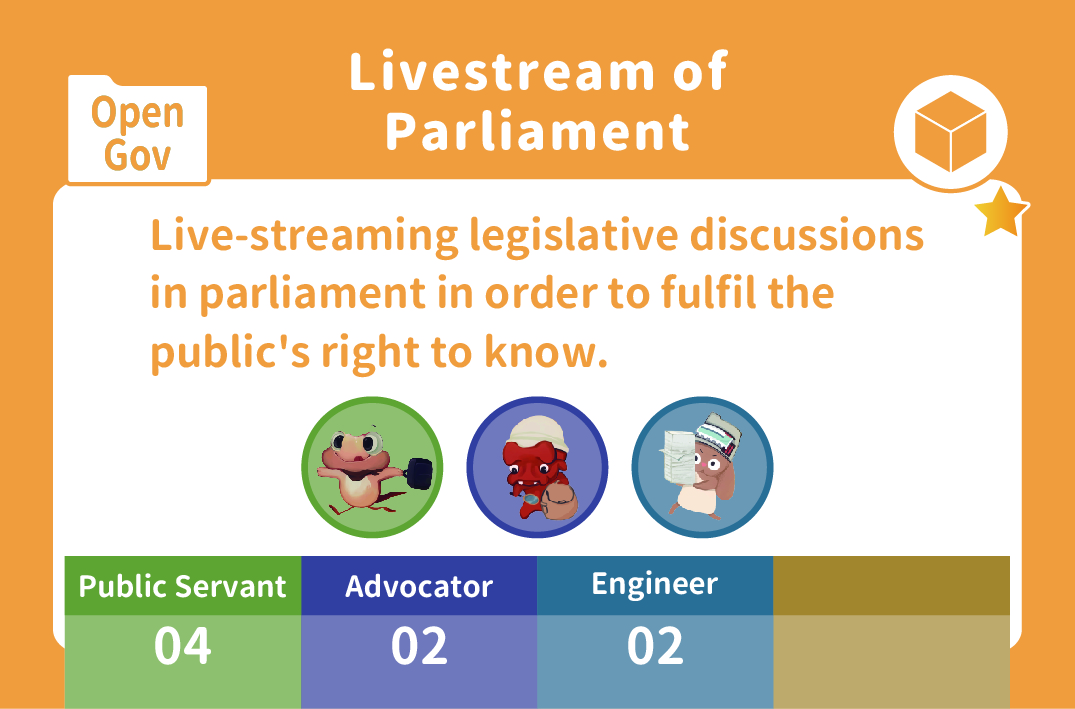 Livestream of
Parliament
Open
Gov
Live-streaming legislative discussions
in parliament in order to fulfil the
public's right to know.
Public Servant
Advocator
Engineer
04
02
02